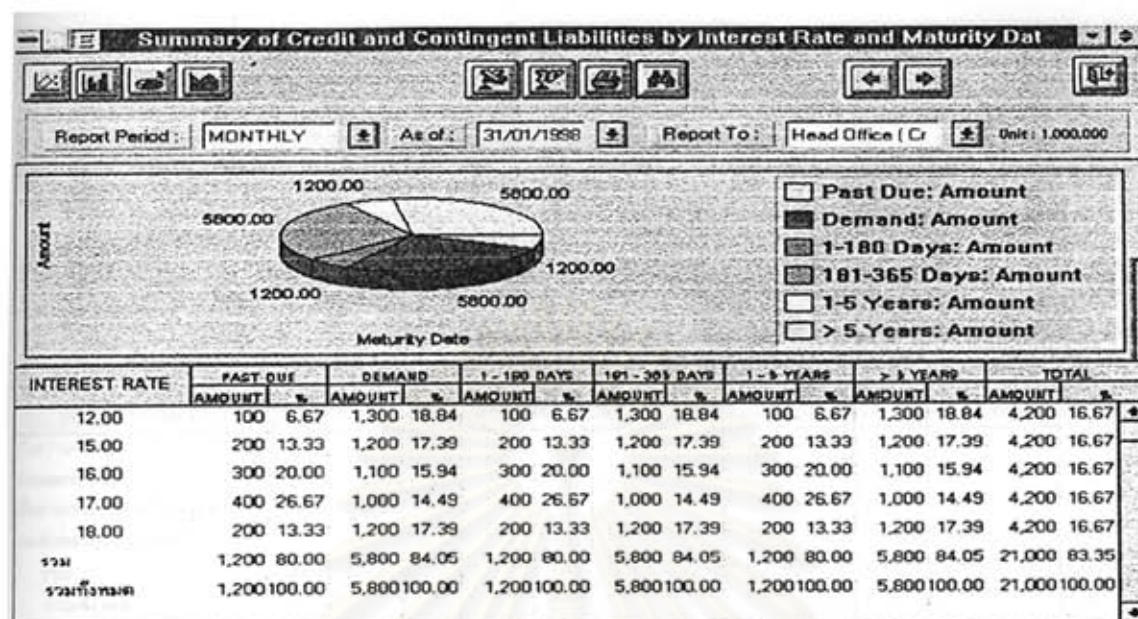 Summary of Credit and Contingent Liabilities by Interest Rate and Maturity Dat
Report Period : MONTHLY As of : 31/01/1998 Report To : Head Office ( Cr Unit : 1,000,000
1200.00 5800.00
5800.00
Amount
1200.00
1200.00
5800.00
Maturity Date
Past Due: Amount
Demand: Amount
1-180 Days: Amount
181-365 Days: Amount
1-5 Years: Amount
> 5 Years: Amount
INTEREST RATE PAST DUE DEMAND 1 - 180 DAYS 181 - 365 DAYS 1 - 5 YEARS > 5 YEARS TOTAL
AMOUNT % AMOUNT % AMOUNT % AMOUNT % AMOUNT % AMOUNT % AMOUNT %
12.00 100 6.67 1,300 18.84 100 6.67 1,300 18.84 100 6.67 1,300 18.84 4,200 16.67
15.00 200 13.33 1,200 17.39 200 13.33 1,200 17.39 200 13.33 1,200 17.39 4,200 16.67
16.00 300 20.00 1,100 15.94 300 20.00 1,100 15.94 300 20.00 1,100 15.94 4,200 16.67
17.00 400 26.67 1,000 14.49 400 26.67 1,000 14.49 400 26.67 1,000 14.49 4,200 16.67
18.00 200 13.33 1,200 17.39 200 13.33 1,200 17.39 200 13.33 1,200 17.39 4,200 16.67
รวม 1,200 80.00 5,800 84.05 1,200 80.00 5,800 84.05 1,200 80.00 5,800 84.05 21,000 83.35
รวมทั้งหมด 1,200 100.00 5,800 100.00 1,200 100.00 5,800 100.00 1,200 100.00 5,800 100.00 21,000 100.00